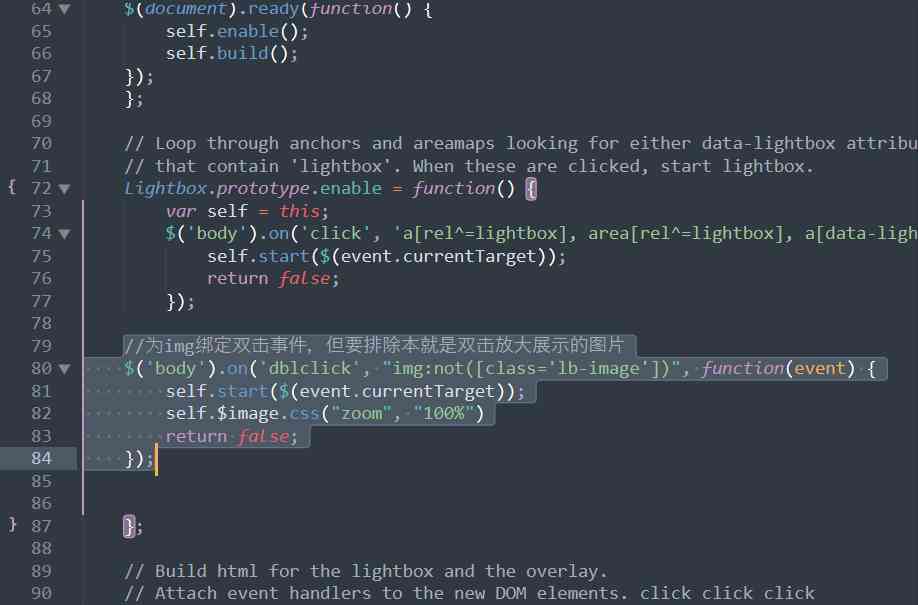 64 $(document).ready(function() {
65 self.enable();
66 self.build();
67 });
68 };
69
70 // Loop through anchors and areamaps looking for either data-lightbox attribu
71 // that contain 'lightbox'. When these are clicked, start lightbox.
{ 72 Lightbox.prototype.enable = function() {
73 var self = this;
74 $('body').on('click', 'a[rel^=lightbox], area[rel^=lightbox], a[data-ligh
75 self.start($(event.currentTarget));
76 return false;
77 });
78
79 //为img绑定双击事件, 但要排除本就是双击放大展示的图片
80 $('body').on('dblclick', "img:not([class='lb-image'])", function(event) {
81 self.start($(event.currentTarget));
82 self.$image.css("zoom", "100%")
83 return false;
84 });
85
86
} 87 };
88
89 // Build html for the lightbox and the overlay.
90 // Attach event handlers to the new DOM elements. click click click